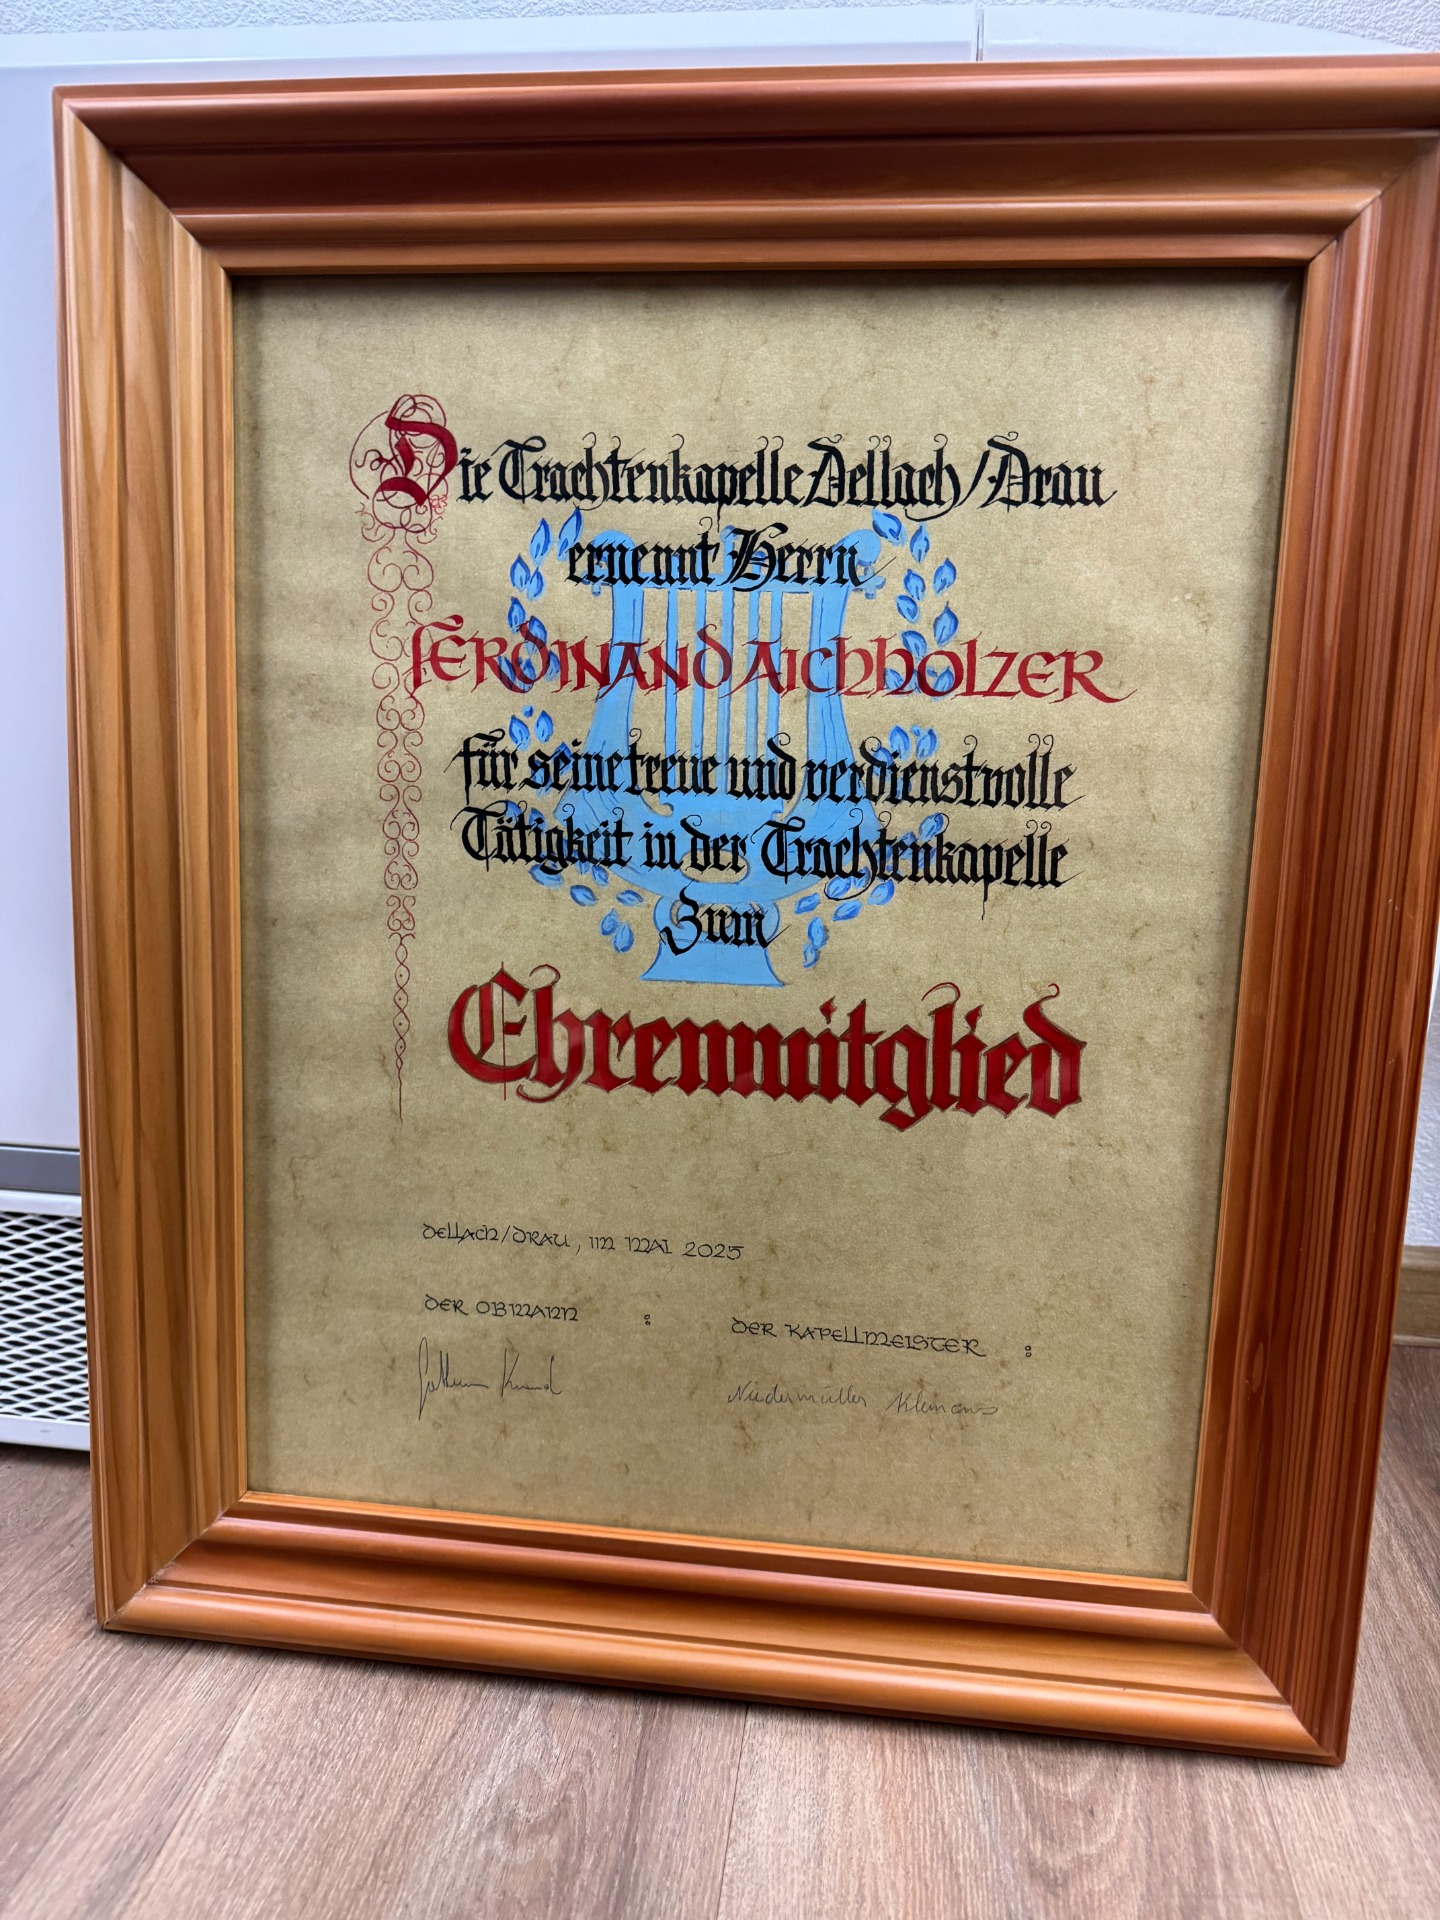 Die Trachtenkapelle Dellach/Drau
ernennt Herrn
FERDINAND AICHHOLZER
für seine treue und verdienstvolle
Tätigkeit in der Trachtenkapelle
Zum
Ehrenmitglied
DELLACH/DRAU, IM MAI 2025
DER OBMANN :
DER KAPELLMEISTER :
Niedermüller Klemens